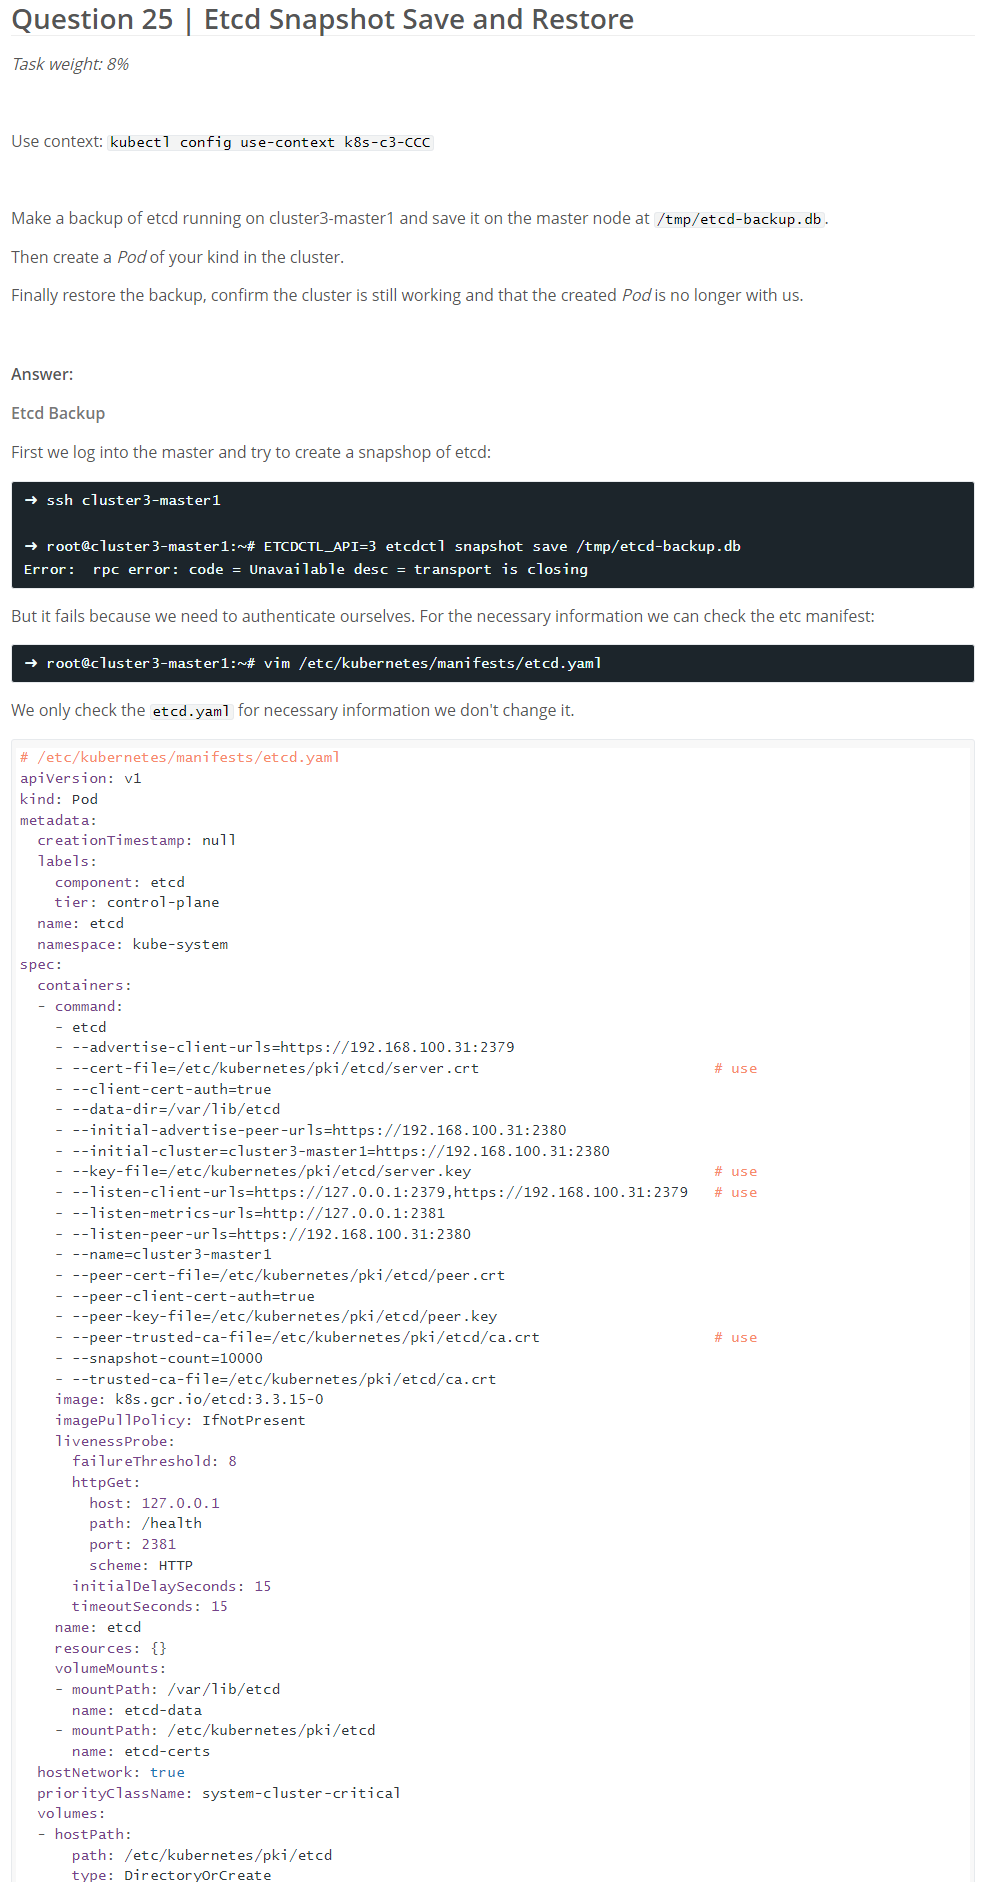 Question 25 | Etcd Snapshot Save and Restore
Task weight: 8%
Use context: kubectl config use-context k8s-c3-CCC
Make a backup of etcd running on cluster3-master1 and save it on the master node at /tmp/etcd-backup.db.
Then create a Pod of your kind in the cluster.
Finally restore the backup, confirm the cluster is still working and that the created Pod is no longer with us.
Answer:
Etcd Backup
First we log into the master and try to create a snapshop of etcd:
➜ ssh cluster3-master1
➜ root@cluster3-master1:~# ETCDCTL_API=3 etcdctl snapshot save /tmp/etcd-backup.db
Error:  rpc error: code = Unavailable desc = transport is closing
But it fails because we need to authenticate ourselves. For the necessary information we can check the etc manifest:
➜ root@cluster3-master1:~# vim /etc/kubernetes/manifests/etcd.yaml
We only check the etcd.yaml for necessary information we don't change it.
# /etc/kubernetes/manifests/etcd.yaml
apiVersion: v1
kind: Pod
metadata:
  creationTimestamp: null
  labels:
    component: etcd
    tier: control-plane
  name: etcd
  namespace: kube-system
spec:
  containers:
  - command:
    - etcd
    - --advertise-client-urls=https://192.168.100.31:2379
    - --cert-file=/etc/kubernetes/pki/etcd/server.crt                           # use
    - --client-cert-auth=true
    - --data-dir=/var/lib/etcd
    - --initial-advertise-peer-urls=https://192.168.100.31:2380
    - --initial-cluster=cluster3-master1=https://192.168.100.31:2380
    - --key-file=/etc/kubernetes/pki/etcd/server.key                            # use
    - --listen-client-urls=https://127.0.0.1:2379,https://192.168.100.31:2379   # use
    - --listen-metrics-urls=http://127.0.0.1:2381
    - --listen-peer-urls=https://192.168.100.31:2380
    - --name=cluster3-master1
    - --peer-cert-file=/etc/kubernetes/pki/etcd/peer.crt
    - --peer-client-cert-auth=true
    - --peer-key-file=/etc/kubernetes/pki/etcd/peer.key
    - --peer-trusted-ca-file=/etc/kubernetes/pki/etcd/ca.crt                    # use
    - --snapshot-count=10000
    - --trusted-ca-file=/etc/kubernetes/pki/etcd/ca.crt
    image: k8s.gcr.io/etcd:3.3.15-0
    imagePullPolicy: IfNotPresent
    livenessProbe:
      failureThreshold: 8
      httpGet:
        host: 127.0.0.1
        path: /health
        port: 2381
        scheme: HTTP
      initialDelaySeconds: 15
      timeoutSeconds: 15
    name: etcd
    resources: {}
    volumeMounts:
    - mountPath: /var/lib/etcd
      name: etcd-data
    - mountPath: /etc/kubernetes/pki/etcd
      name: etcd-certs
  hostNetwork: true
  priorityClassName: system-cluster-critical
  volumes:
  - hostPath:
      path: /etc/kubernetes/pki/etcd
      type: DirectoryOrCreate